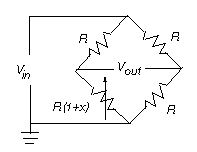 R R
V_in V_out
R(1+x) R